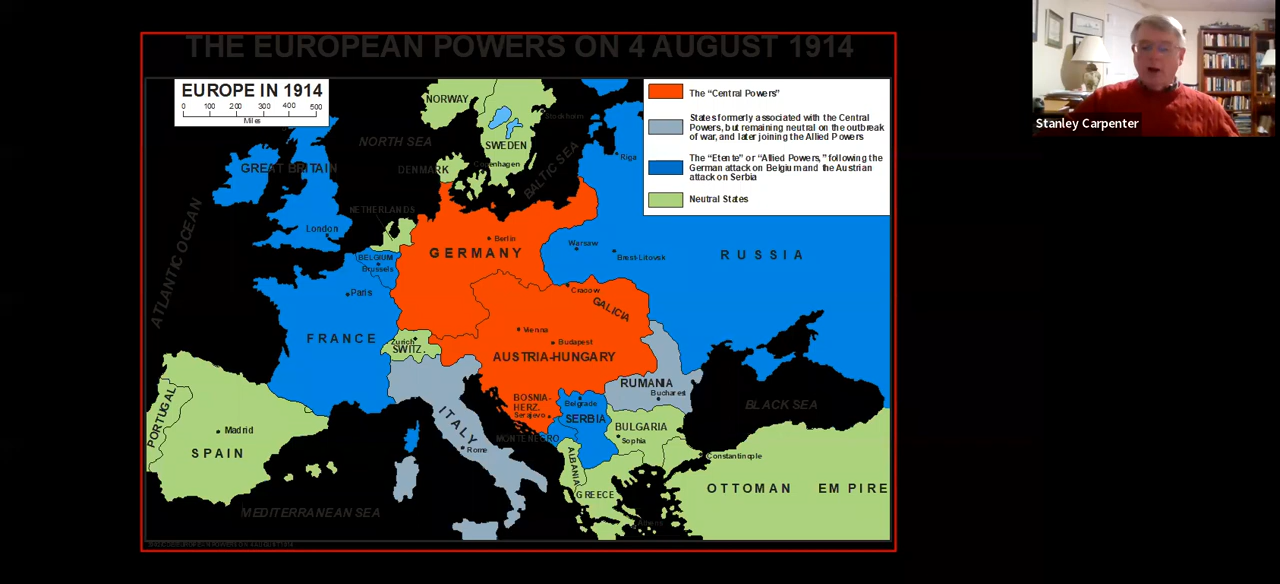 THE EUROPEAN POWERS ON 4 AUGUST 1914
EUROPE IN 1914
0 100 200 300 400 500
Miles
The "Central Powers"
States formerly associated with the Central
Powers, but remaining neutral on the outbreak
of war, and later joining the Allied Powers
The "Etente" or "Allied Powers," following the
German attack on Belgium and the Austrian
attack on Serbia
Neutral States
Stanley Carpenter
NORWAY
SWEDEN
Stockholm
NORTH SEA
DENMARK
Copenhagen
BALTIC SEA
Riga
GREAT BRITAIN
London
NETHERLANDS
ATLANTIC OCEAN
BELGIUM
Brussels
Berlin
GERMANY
Warsaw
Brest-Litovsk
RUSSIA
Paris
Cracow
GALICIA
FRANCE
Zurich
SWITZ.
Vienna
Budapest
AUSTRIA-HUNGARY
RUMANIA
Bucharest
BOSNIA-
HERZ.
Serajevo
Belgrade
SERBIA
BLACK SEA
PORTUGAL
Madrid
SPAIN
ITALY
Rome
MONTENEGRO
BULGARIA
Sophia
ALBANIA
Constantinople
GREECE
OTTOMAN EMPIRE
Athens
MEDITERRANEAN SEA